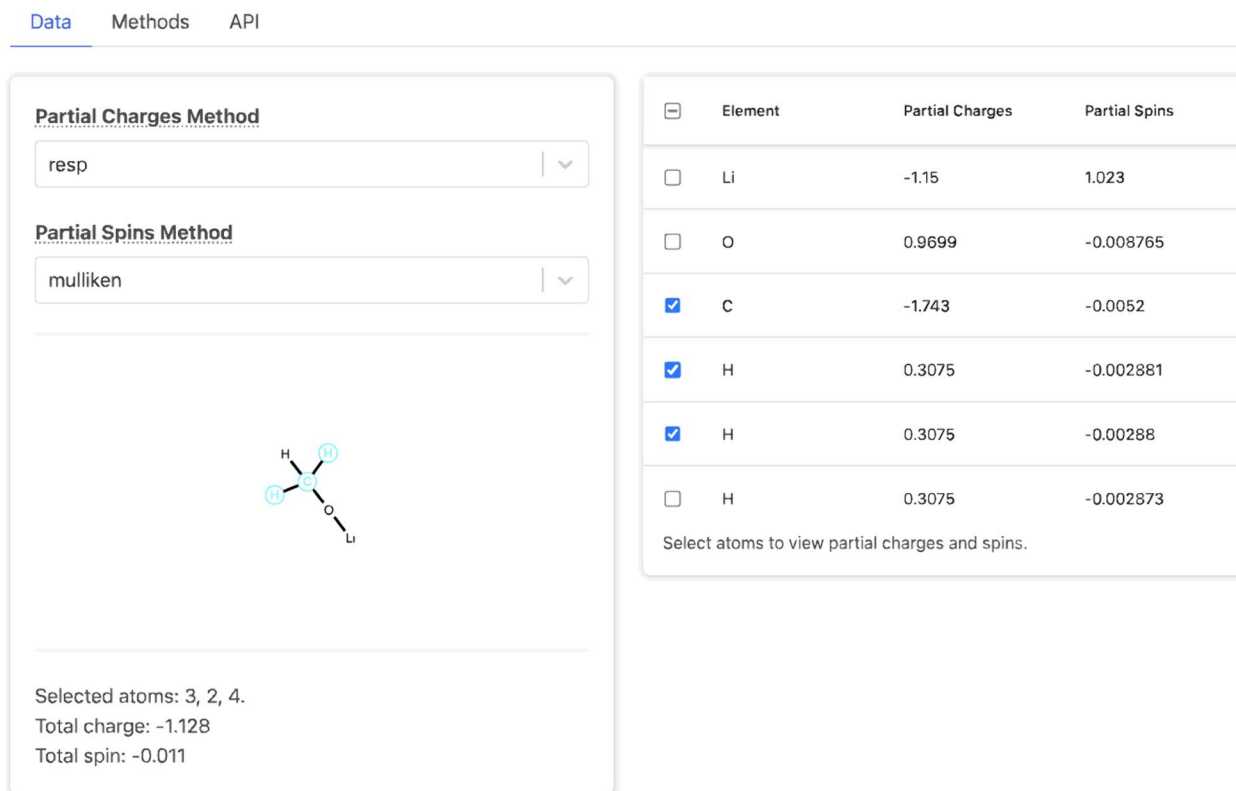 Data Methods API
Partial Charges Method
resp
Partial Spins Method
mulliken
H H
C
H
O
Li
Selected atoms: 3, 2, 4.
Total charge: -1.128
Total spin: -0.011
Element Partial Charges Partial Spins
Li -1.15 1.023
O 0.9699 -0.008765
C -1.743 -0.0052
H 0.3075 -0.002881
H 0.3075 -0.00288
H 0.3075 -0.002873
Select atoms to view partial charges and spins.